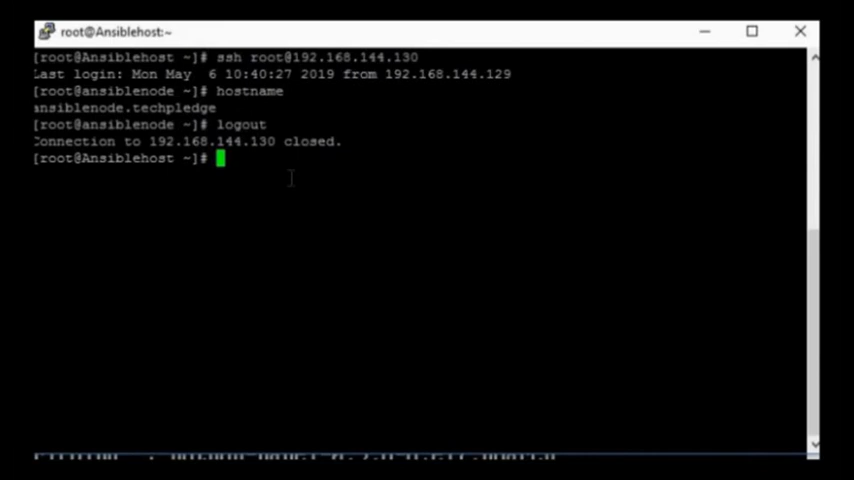 root@Ansiblehost:~
[root@Ansiblehost ~]# ssh root@192.168.144.130
Last login: Mon May  6 10:40:27 2019 from 192.168.144.129
[root@ansiblenode ~]# hostname
ansiblenode.techpledge
[root@ansiblenode ~]# logout
Connection to 192.168.144.130 closed.
[root@Ansiblehost ~]#